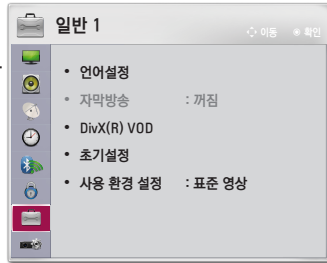 일반 1
이동 확인
• 언어설정
• 자막방송 : 꺼짐
• DivX(R) VOD
• 초기설정
• 사용 환경 설정 : 표준 영상